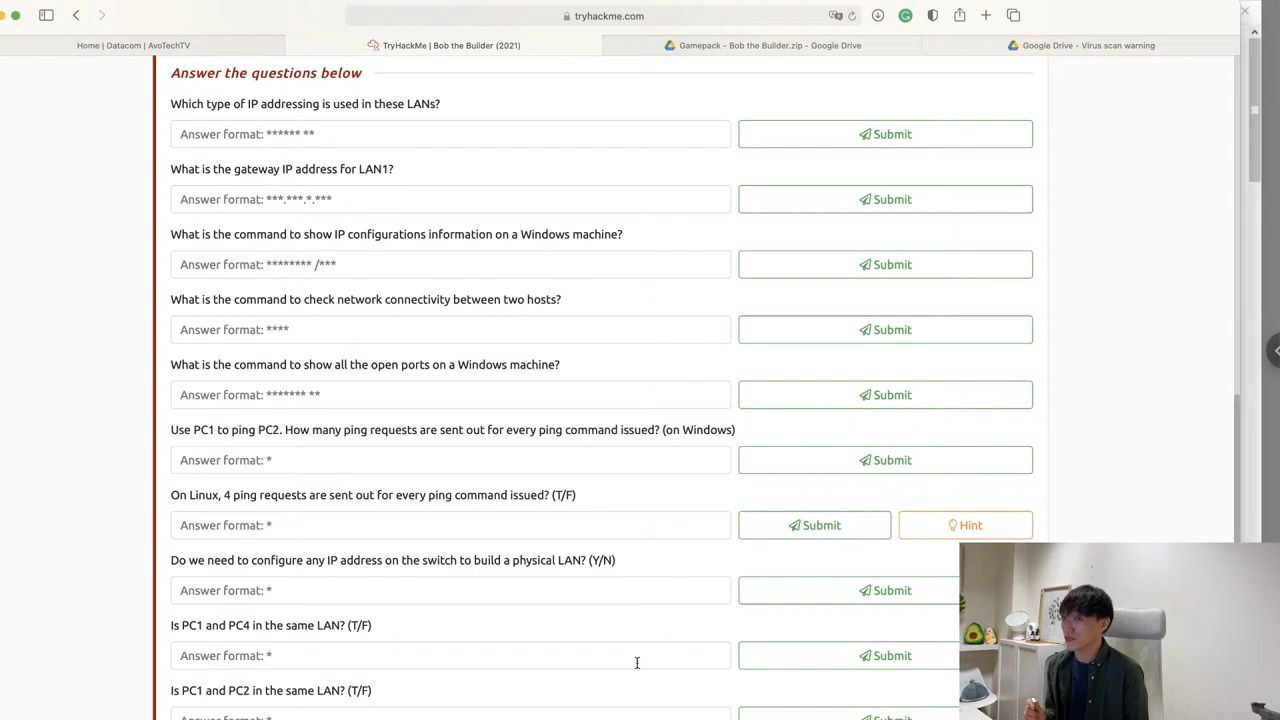 tryhackme.com
Home | Datacom | AvoTechTV
TryHackMe | Bob the Builder (2021)
Gamepack - Bob the Builder.zip - Google Drive
Google Drive - Virus scan warning
Answer the questions below
Which type of IP addressing is used in these LANs?
Answer format: ****** **
Submit
What is the gateway IP address for LAN1?
Answer format: ***.***.*.***
Submit
What is the command to show IP configurations information on a Windows machine?
Answer format: ******** /***
Submit
What is the command to check network connectivity between two hosts?
Answer format: ****
Submit
What is the command to show all the open ports on a Windows machine?
Answer format: ******* **
Submit
Use PC1 to ping PC2. How many ping requests are sent out for every ping command issued? (on Windows)
Answer format: *
Submit
On Linux, 4 ping requests are sent out for every ping command issued? (T/F)
Answer format: *
Submit
Hint
Do we need to configure any IP address on the switch to build a physical LAN? (Y/N)
Answer format: *
Submit
Is PC1 and PC4 in the same LAN? (T/F)
Answer format: *
Submit
Is PC1 and PC2 in the same LAN? (T/F)
Answer format: *
Submit